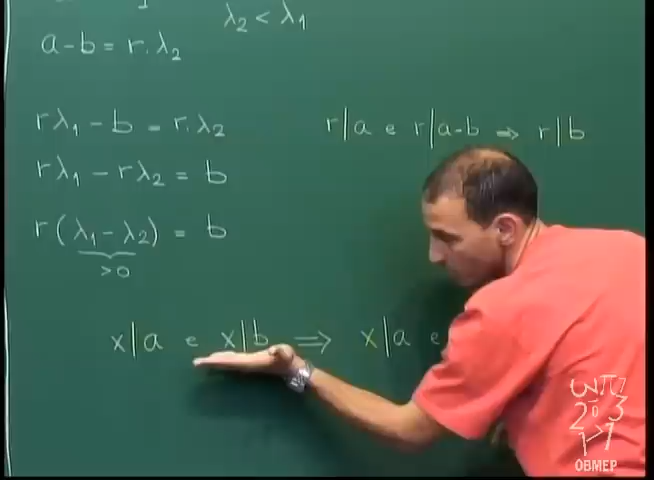 λ₂ < λ₁
a-b = r.λ₂
rλ₁ - b = r.λ₂
r|a e r|a-b ⇒ r|b
rλ₁ - rλ₂ = b
r(λ₁ - λ₂) = b
>0
x|a e x|b ⇒ x|a e
OBMEP